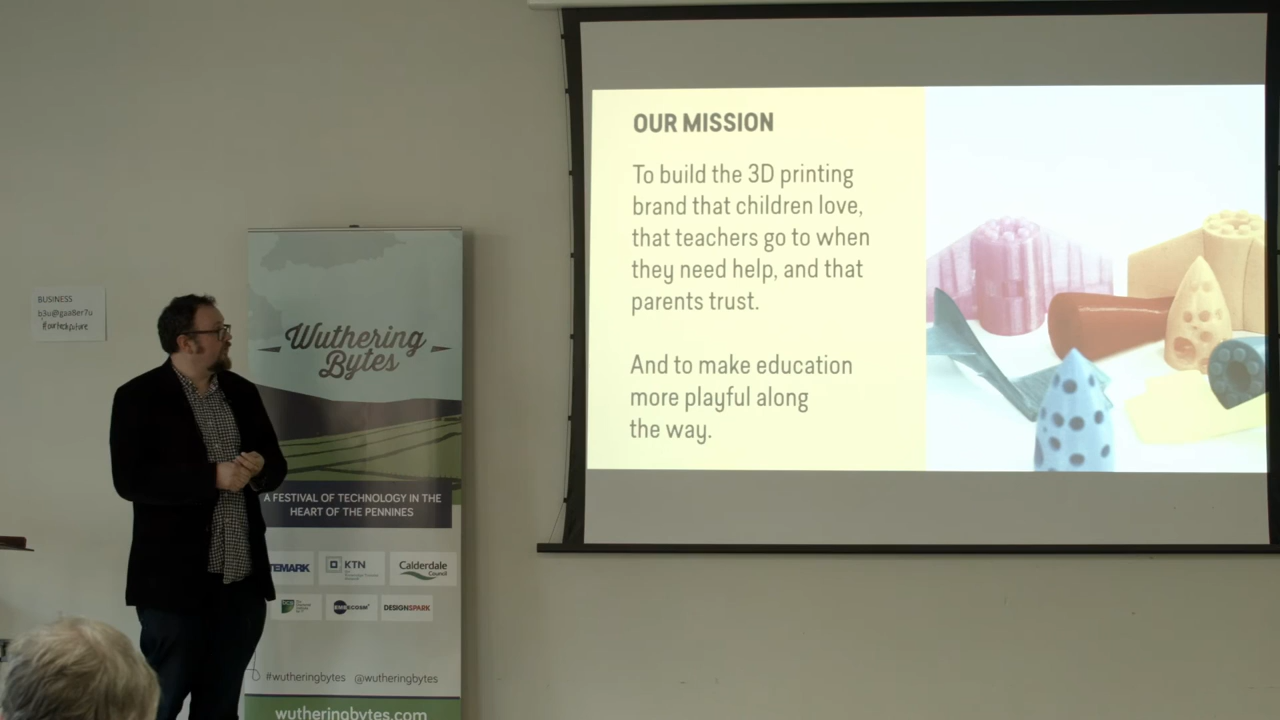 BUSINESS
#ourtechfuture
Wuthering
Bytes
A FESTIVAL OF TECHNOLOGY IN THE
HEART OF THE PENNINES
TEMARK
KTN
Calderdale
Council
DESIGNSPARK
#wutheringbytes @wutheringbytes
wutheringbytes.com
OUR MISSION
To build the 3D printing
brand that children love,
that teachers go to when
they need help, and that
parents trust.
And to make education
more playful along
the way.